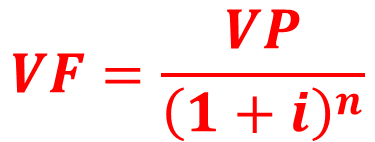 VF = VP / (1 + i)^n